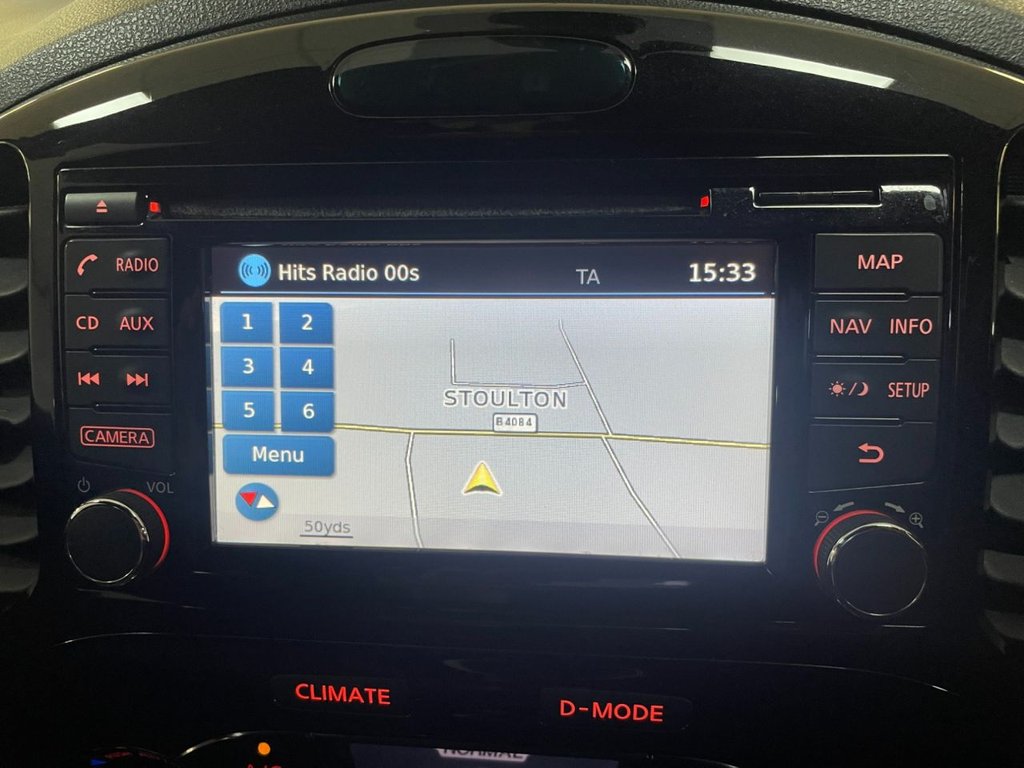 Hits Radio 00s TA 15:33
RADIO
CD AUX
CAMERA
VOL
1 2
3 4
5 6
Menu
STOULTON
B4084
50yds
MAP
NAV INFO
SETUP
CLIMATE
D-MODE
NORMAL